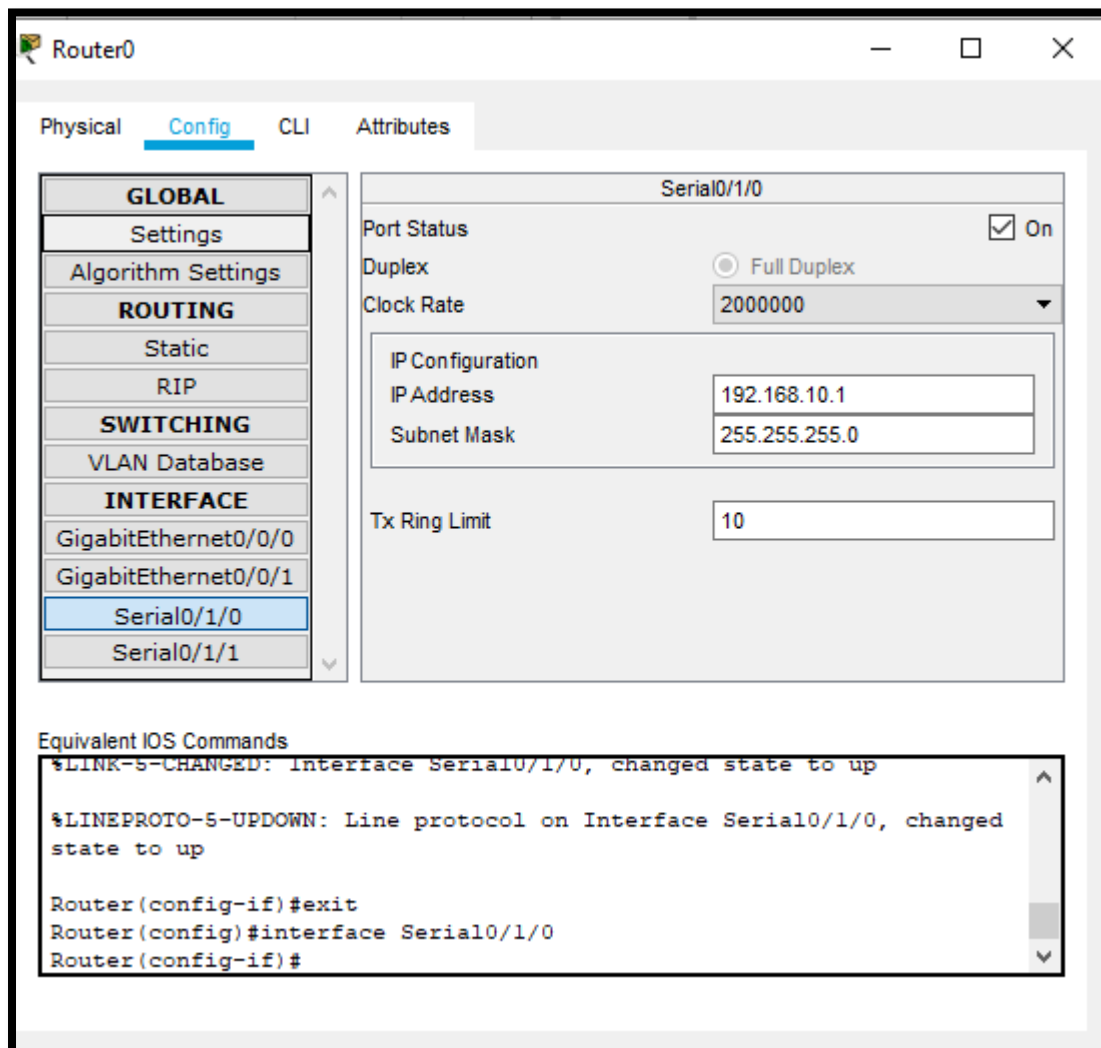 Router0
Physical Config CLI Attributes
GLOBAL
Settings
Algorithm Settings
ROUTING
Static
RIP
SWITCHING
VLAN Database
INTERFACE
GigabitEthernet0/0/0
GigabitEthernet0/0/1
Serial0/1/0
Serial0/1/1
Serial0/1/0
Port Status On
Duplex Full Duplex
Clock Rate 2000000
IP Configuration
IP Address 192.168.10.1
Subnet Mask 255.255.255.0
Tx Ring Limit 10
Equivalent IOS Commands
%LINK-5-CHANGED: Interface Serial0/1/0, changed state to up
%LINEPROTO-5-UPDOWN: Line protocol on Interface Serial0/1/0, changed
state to up
Router(config-if)#exit
Router(config)#interface Serial0/1/0
Router(config-if)#